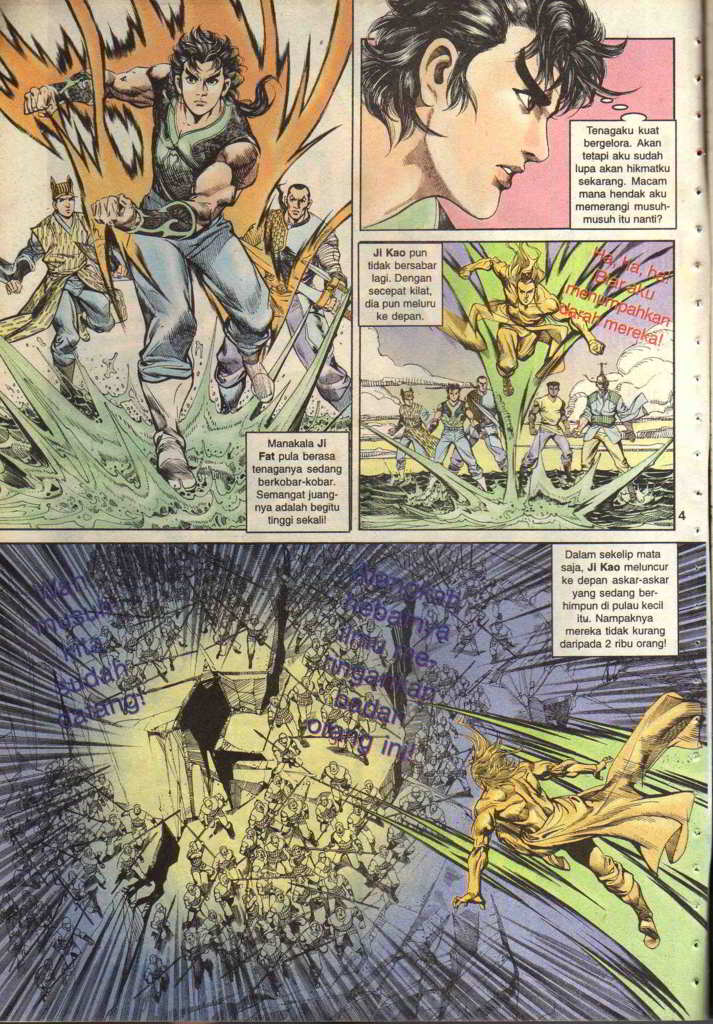 Manakala Ji
Fat pula berasa
tenaganya sedang
berkobar-kobar.
Semangat juang-
nya adalah begitu
tinggi sekali!
Tenagaku kuat
bergelora. Akan
tetapi aku sudah
lupa akan hikmatku
sekarang. Macam
mana hendak aku
memerangi musuh-
musuh itu nanti?
Ji Kao pun
tidak bersabar
lagi. Dengan
secepat kilat,
dia pun meluru
ke depan.
Ha, ha, ha!
Biar aku
menumpahkan
darah mereka!
4
Wah!
musuh
kita
sudah
datang!
hebatnya
ilmu me-
ringankan
badan
orang ini!
Dalam sekelip mata
saja, Ji Kao meluncur
ke depan askar-askar
yang sedang ber-
himpun di pulau kecil
itu. Nampaknya
mereka tidak kurang
daripada 2 ribu orang!